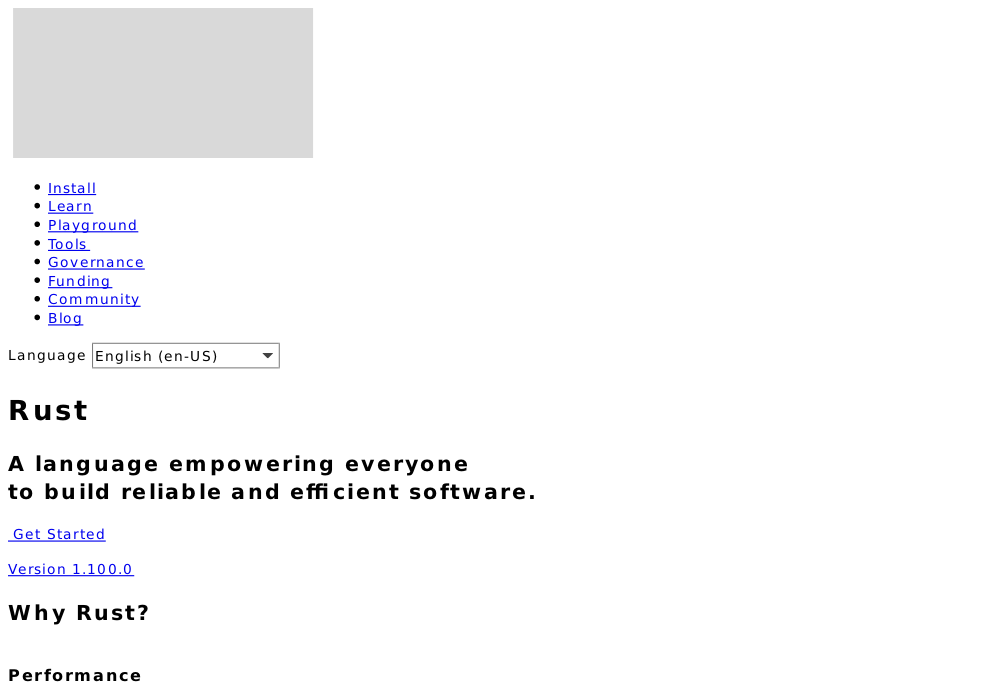 Install
Learn
Playground
Tools
Governance
Funding
Community
Blog
Language English (en-US)
Rust
A language empowering everyone
to build reliable and efficient software.
Get Started
Version 1.100.0
Why Rust?
Performance